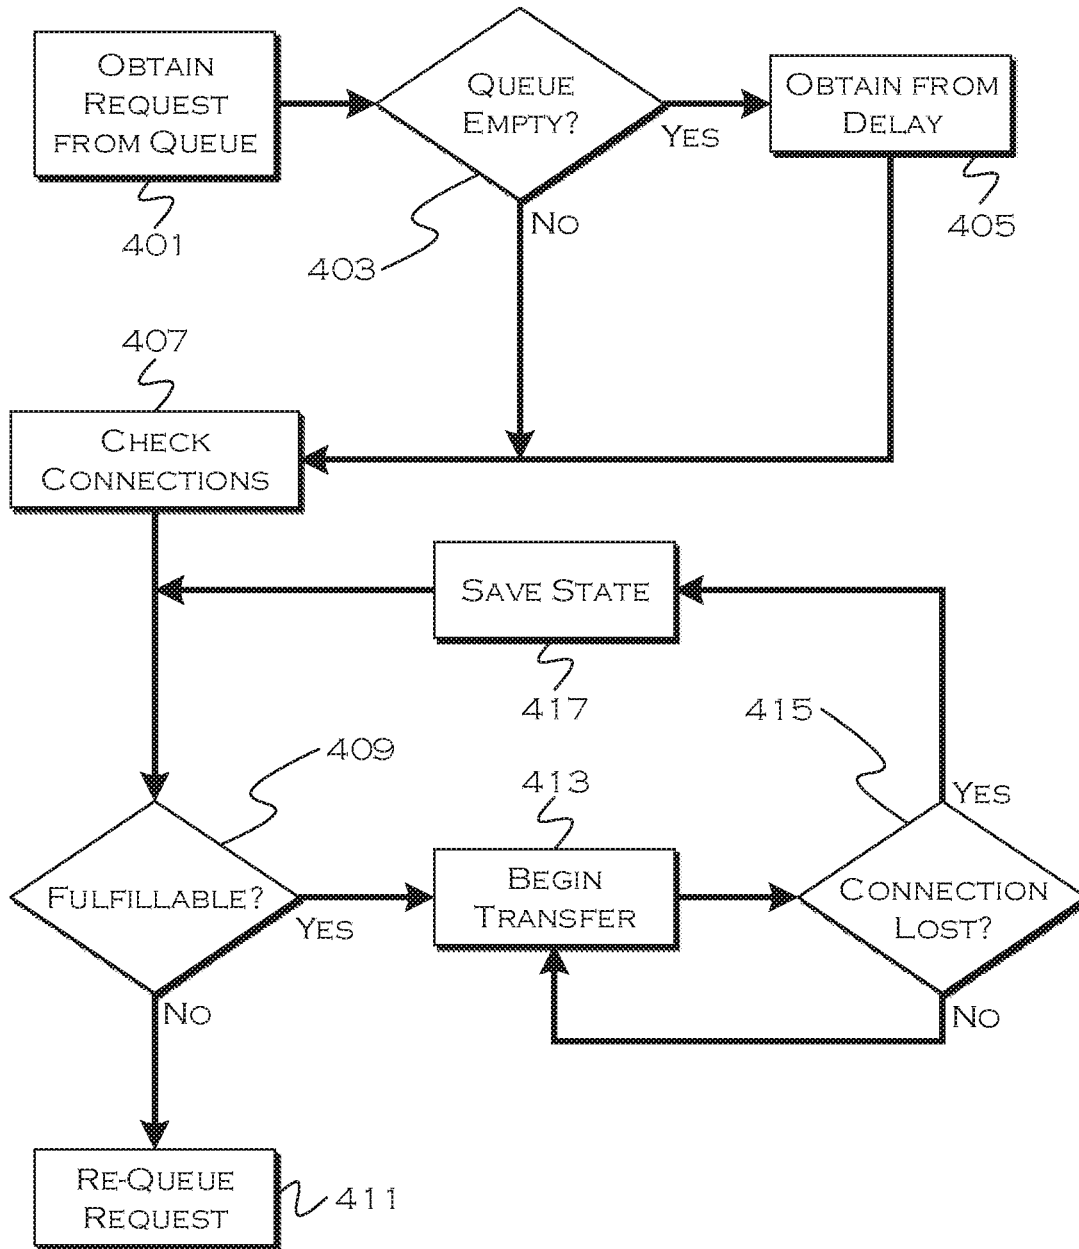 OBTAIN
REQUEST
FROM QUEUE
401
QUEUE
EMPTY?
YES
NO
403
OBTAIN FROM
DELAY
405
407
CHECK
CONNECTIONS
SAVE STATE
417
415
409
413
YES
FULFILLABLE?
YES
NO
BEGIN
TRANSFER
CONNECTION
LOST?
NO
RE-QUEUE
REQUEST
411